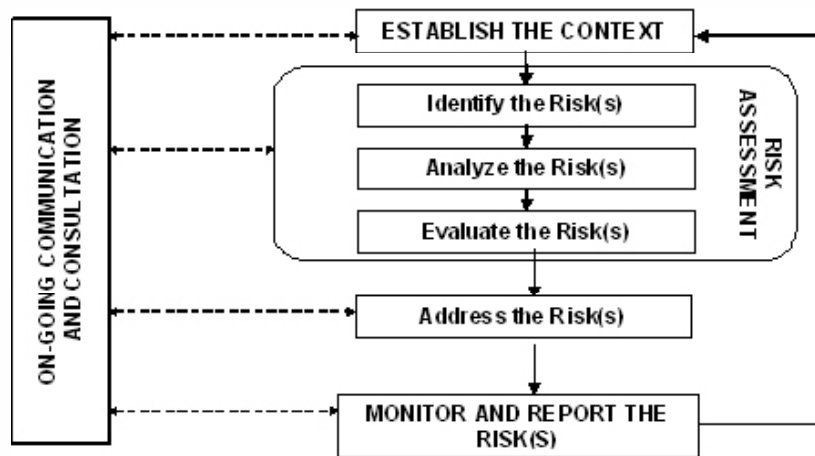 ESTABLISH THE CONTEXT
Identify the Risk(s)
Analyze the Risk(s)
Evaluate the Risk(s)
RISK
ASSESSMENT
Address the Risk(s)
MONITOR AND REPORT THE
RISK(S)
ON-GOING COMMUNICATION
AND CONSULTATION